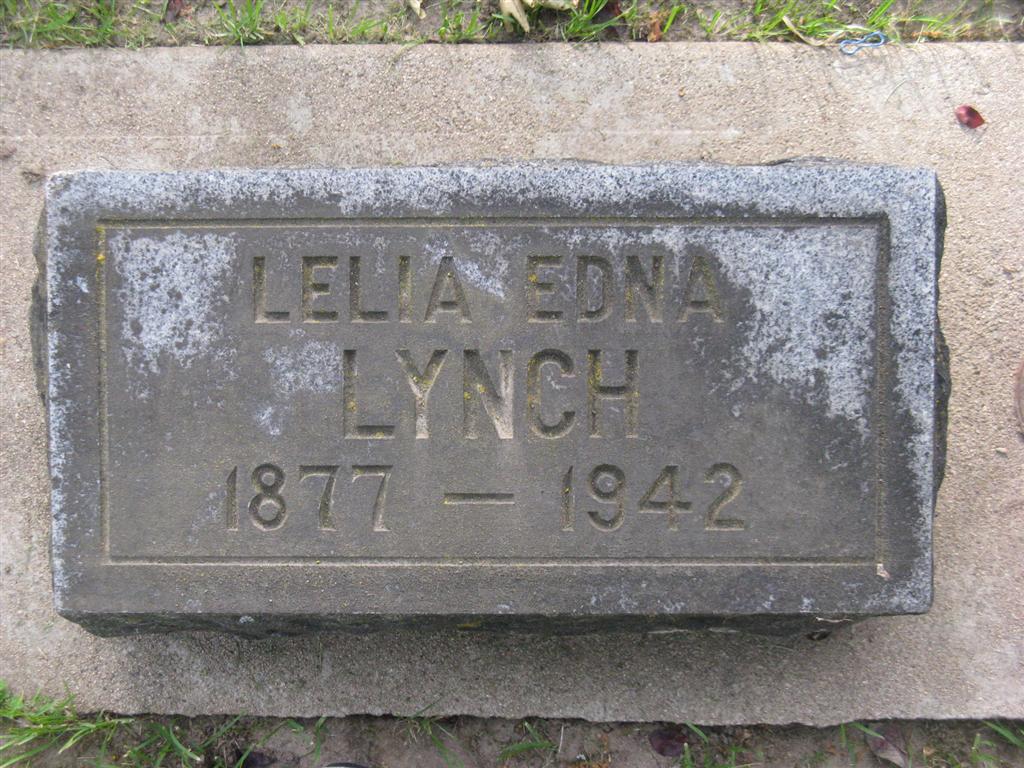 LELIA EDNA
LYNCH
1877 — 1942